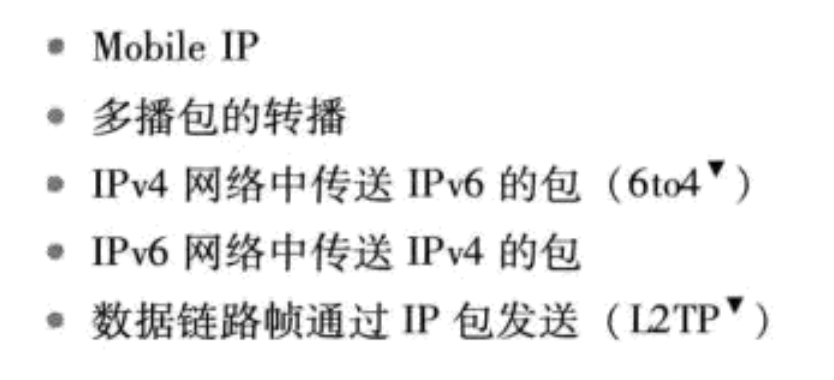 • Mobile IP
• 多播包的转播
• IPv4 网络中传送 IPv6 的包（6to4▼）
• IPv6 网络中传送 IPv4 的包
• 数据链路帧通过 IP 包发送（L2TP▼）